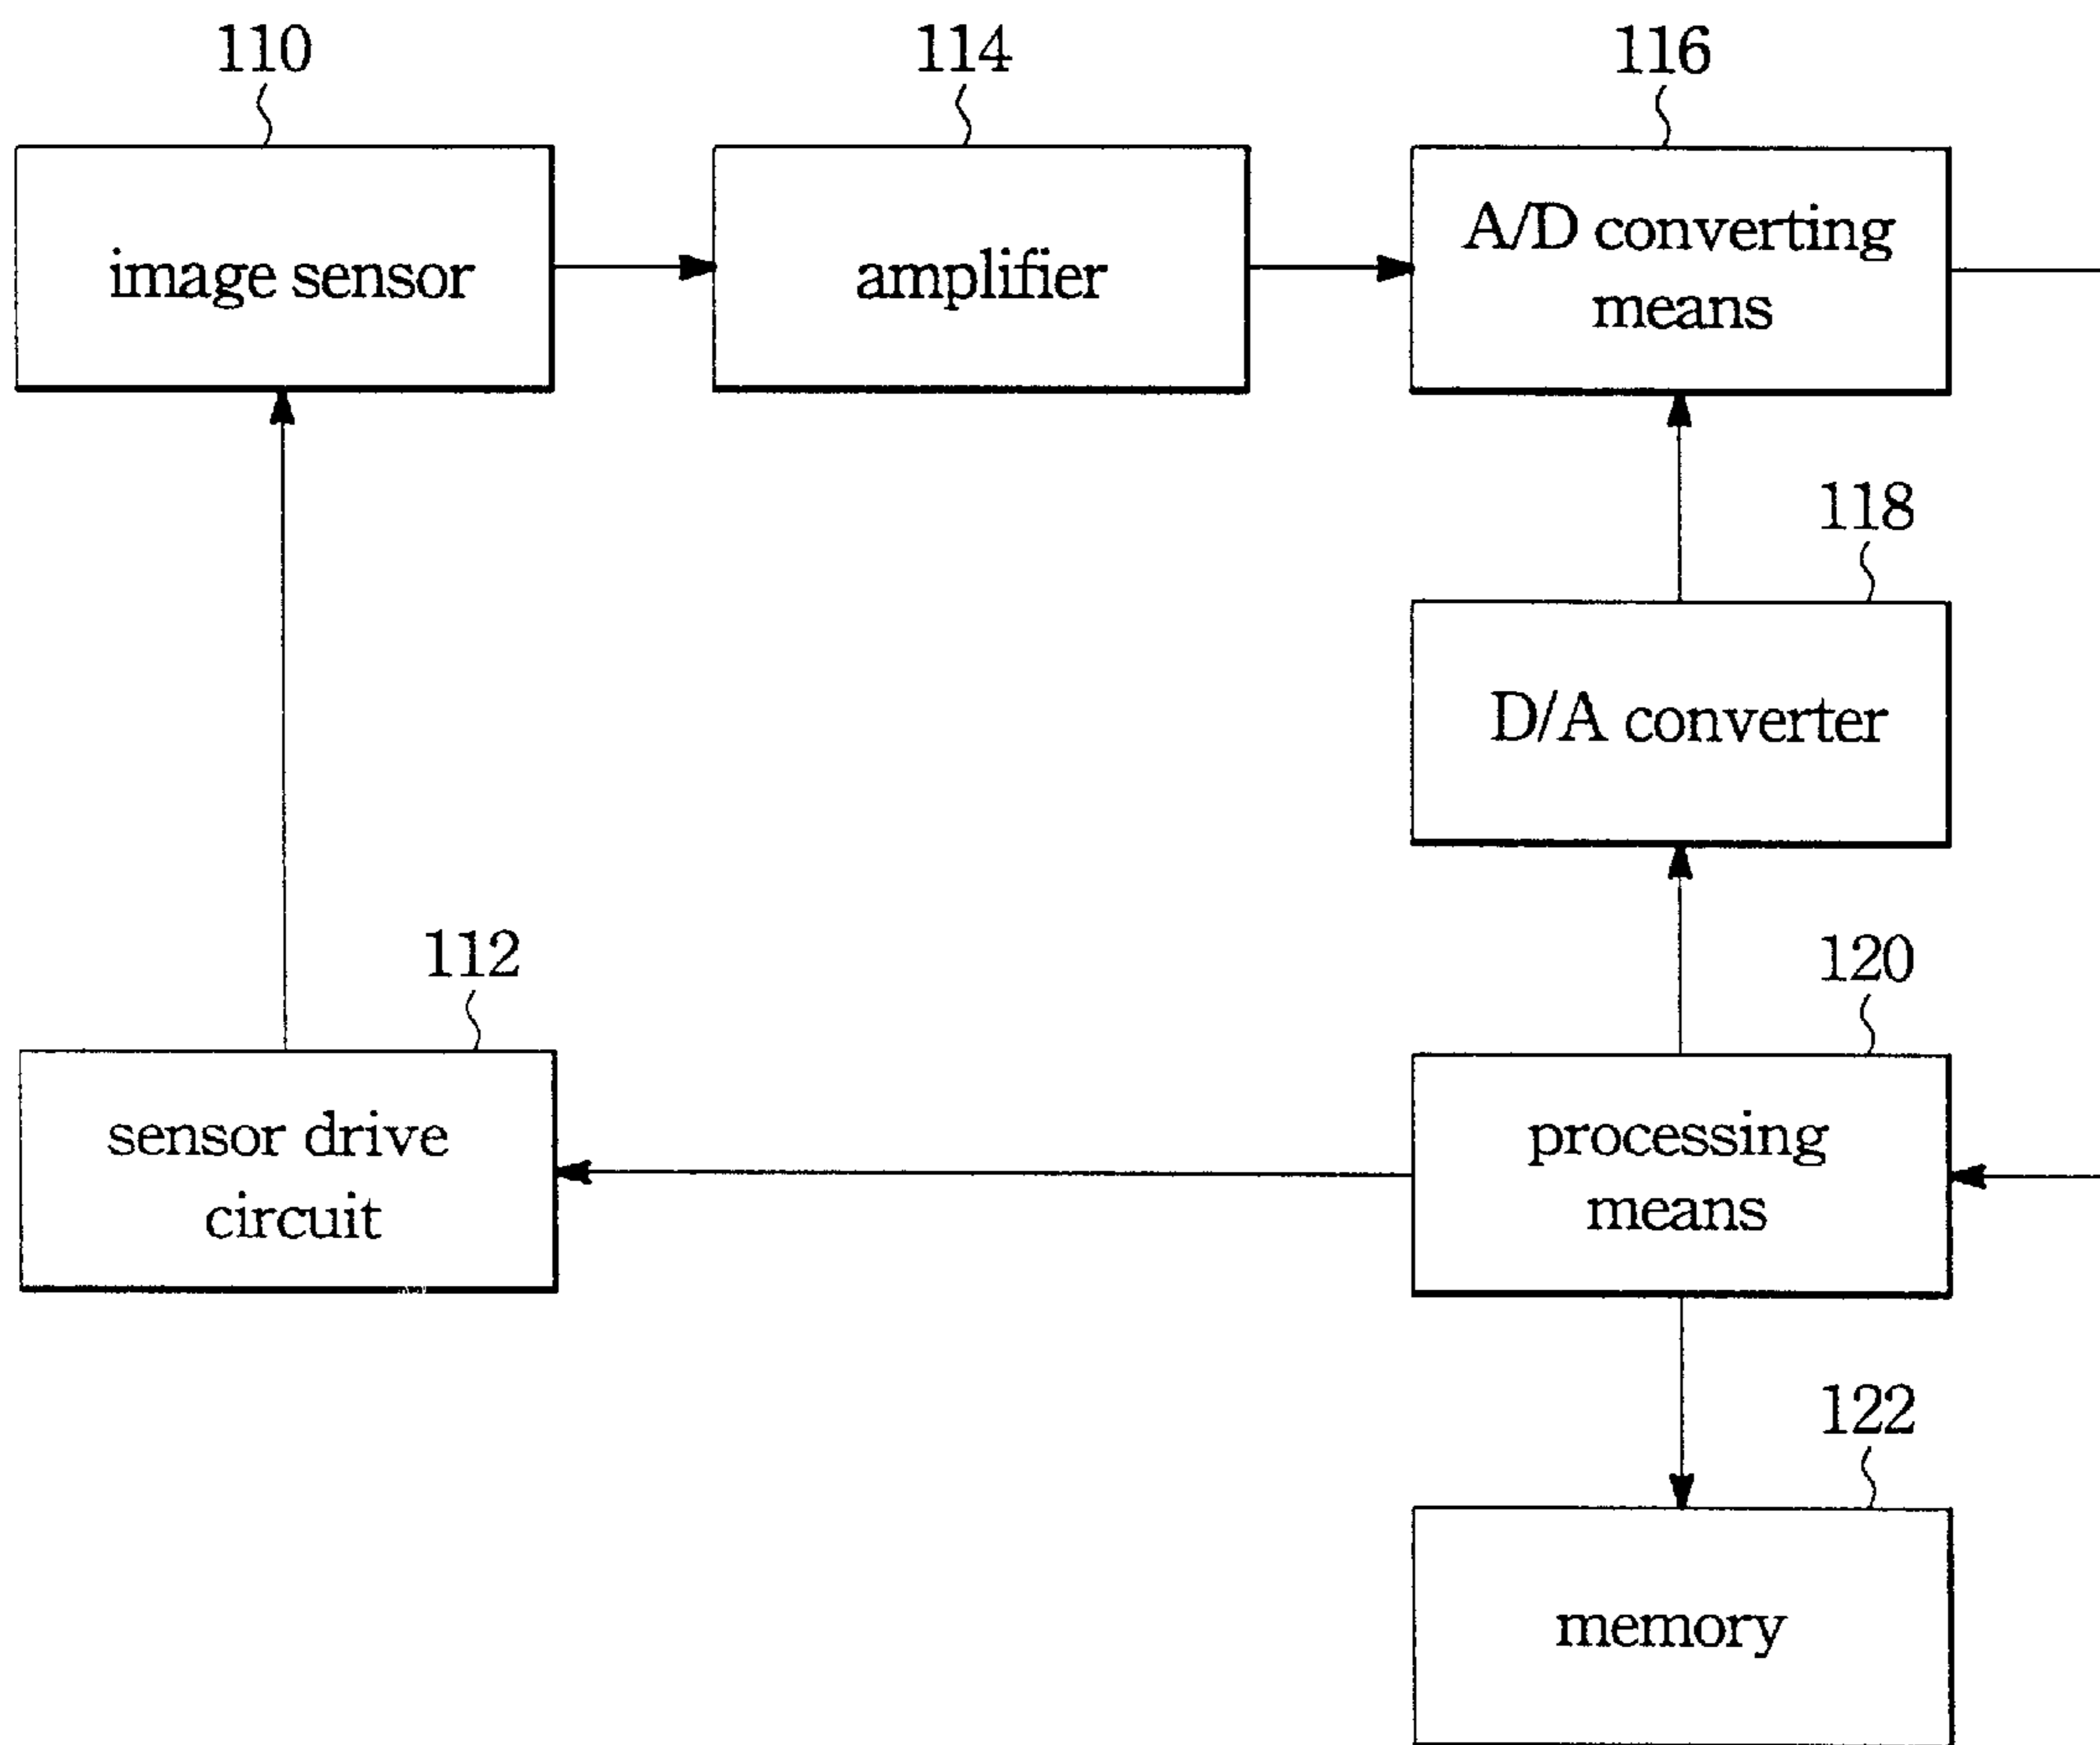 110
114
116
image sensor
amplifier
A/D converting
means
118
D/A converter
112
120
sensor drive
circuit
processing
means
122
memory